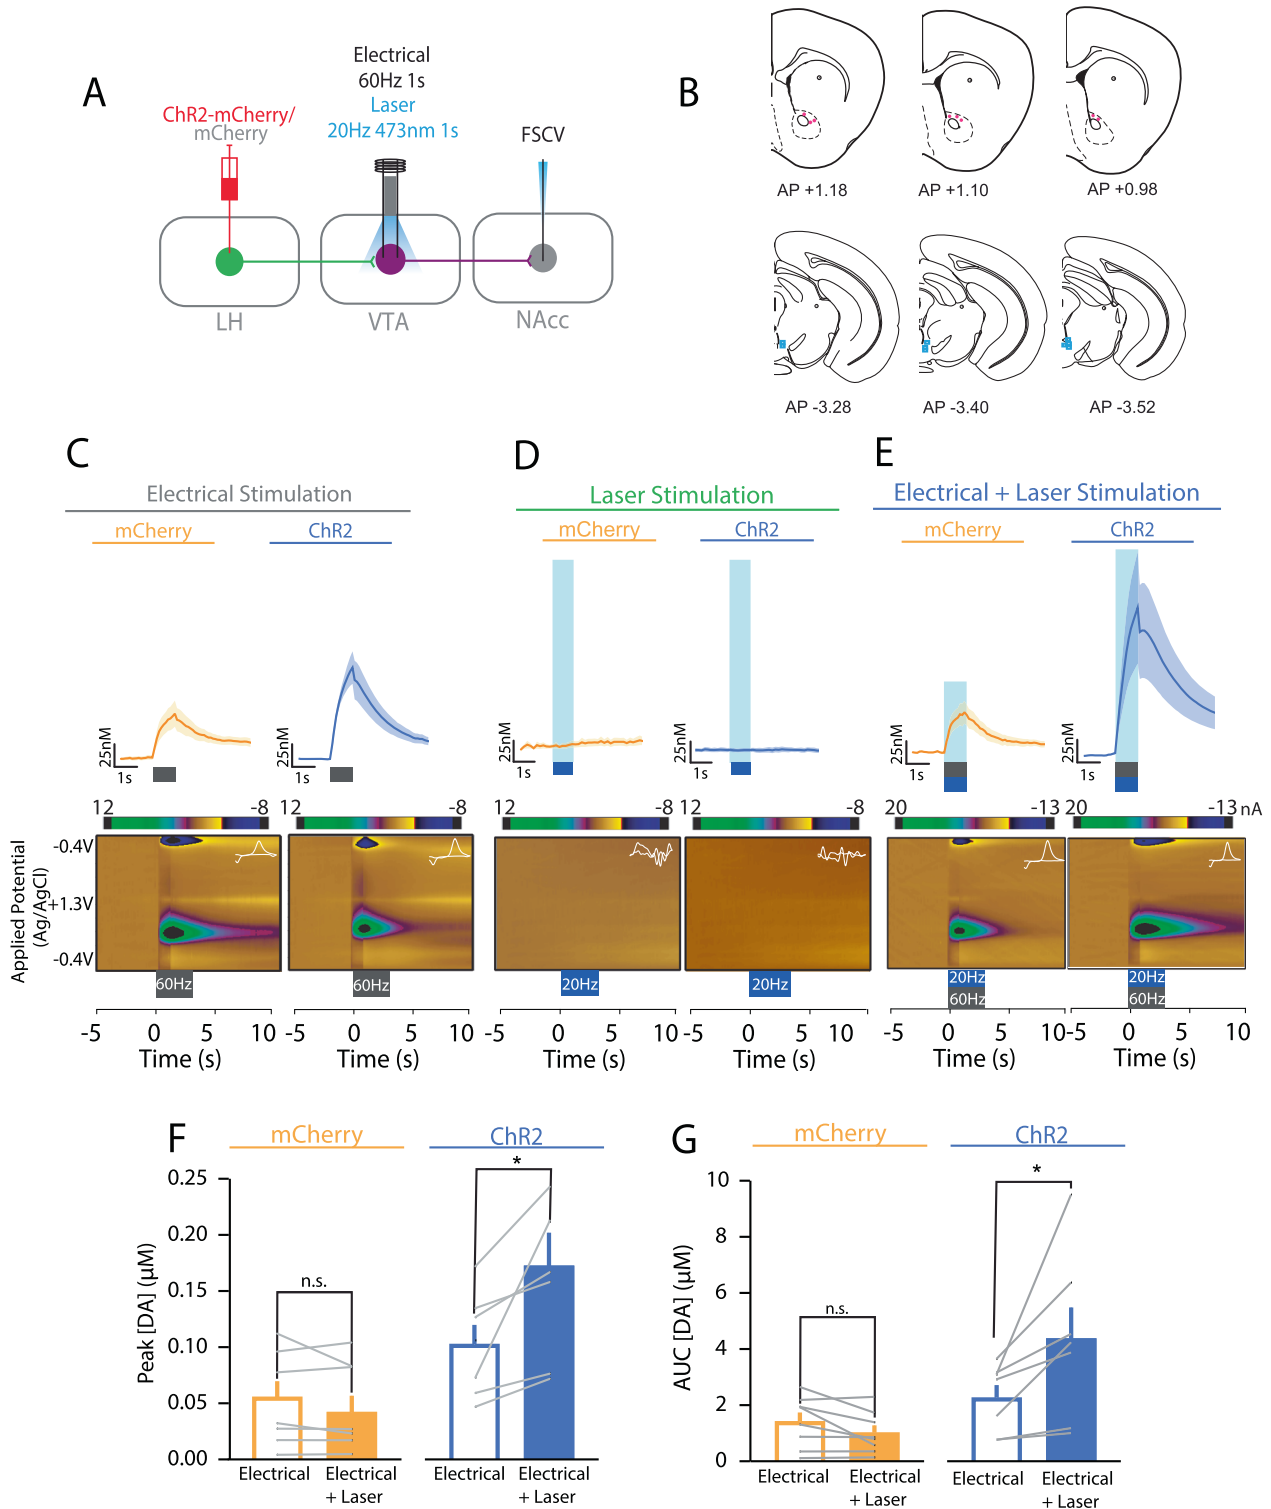 A
Electrical
60Hz 1s
Laser
20Hz 473nm 1s
ChR2-mCherry/
mCherry
FSCV
LH
VTA
NAcc
B
AP +1.18
AP +1.10
AP +0.98
AP -3.28
AP -3.40
AP -3.52
C
Electrical Stimulation
mCherry
ChR2
25nM
1s
25nM
1s
D
Laser Stimulation
mCherry
ChR2
25nM
1s
25nM
1s
E
Electrical + Laser Stimulation
mCherry
ChR2
25nM
1s
25nM
1s
12
-8
12
-8
12
-8
12
-8
20
-13
20
-13 nA
Applied Potential
(Ag/AgCl)
-0.4V
+1.3V
-0.4V
60Hz
60Hz
20Hz
20Hz
20Hz
60Hz
20Hz
60Hz
-5 0 5 10
Time (s)
-5 0 5 10
Time (s)
-5 0 5 10
Time (s)
-5 0 5 10
Time (s)
-5 0 5 10
Time (s)
-5 0 5 10
Time (s)
F
mCherry
ChR2
Peak [DA] (μM)
0.25
0.20
0.15
0.10
0.05
0.00
n.s.
*
Electrical
Electrical
+ Laser
Electrical
Electrical
+ Laser
G
mCherry
ChR2
AUC [DA] (μM)
10
8
6
4
2
0
n.s.
*
Electrical
Electrical
+ Laser
Electrical
Electrical
+ Laser